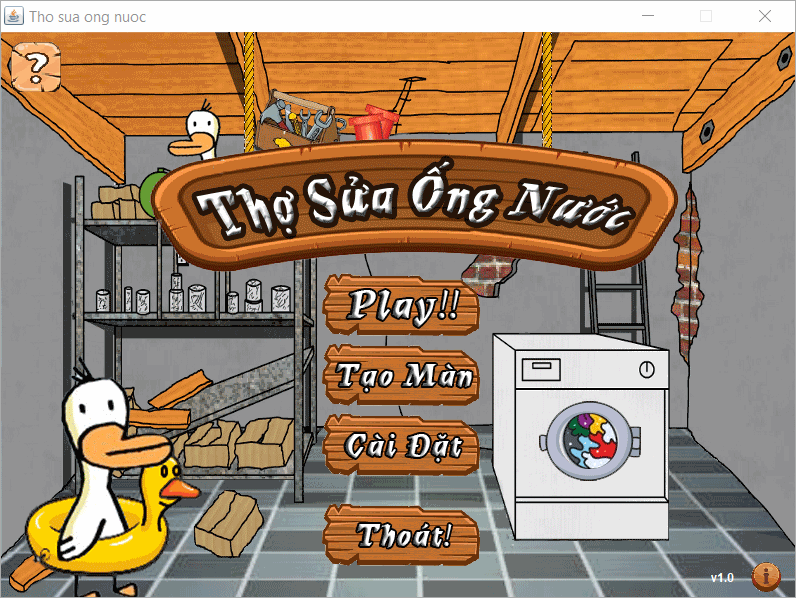 Tho sua ong nuoc
?
Thợ Sửa Ống Nước
Play!!
Tạo Màn
Cài Đặt
Thoát!
v1.0
i